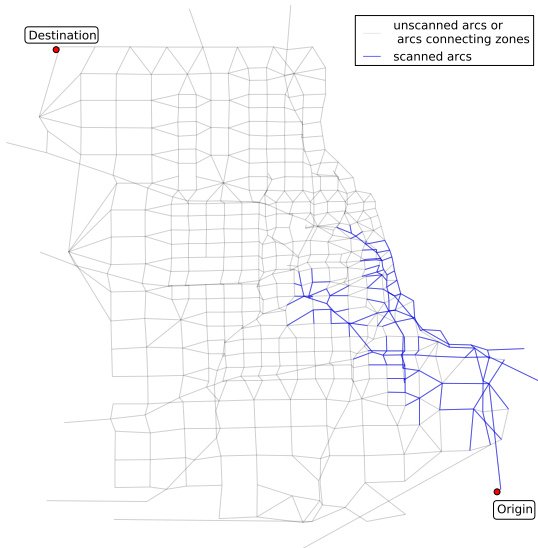 Destination
unscanned arcs or
arcs connecting zones
scanned arcs
Origin